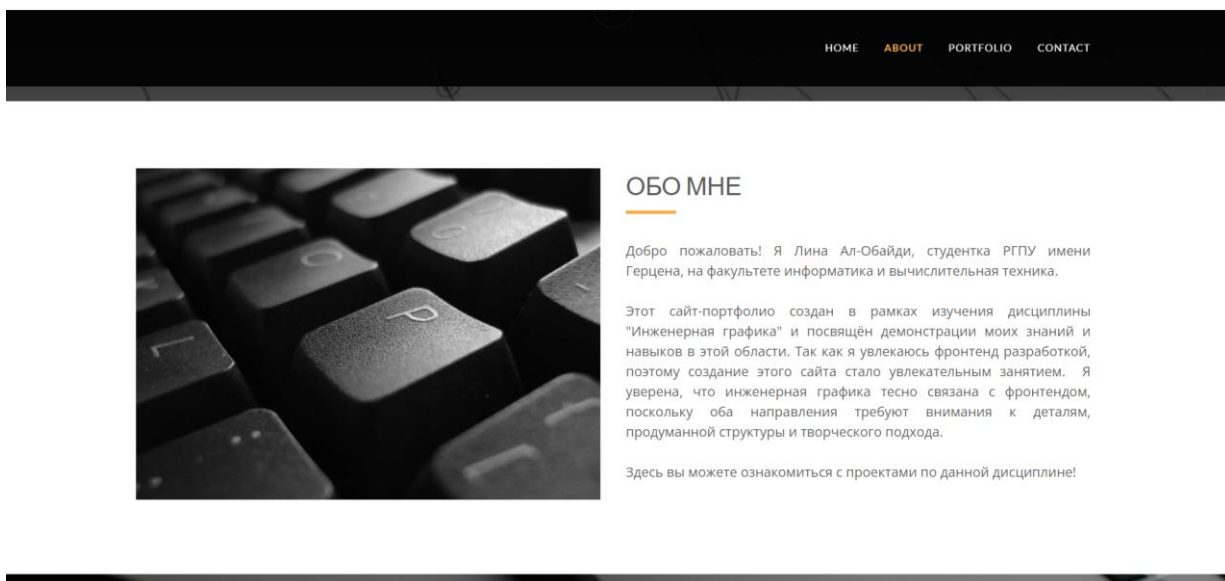 HOME ABOUT PORTFOLIO CONTACT
ОБО МНЕ
Добро пожаловать! Я Лина Ал-Обайди, студентка РГПУ имени
Герцена, на факультете информатика и вычислительная техника.
Этот сайт-портфолио создан в рамках изучения дисциплины
"Инженерная графика" и посвящён демонстрации моих знаний и
навыков в этой области. Так как я увлекаюсь фронтенд разработкой,
поэтому создание этого сайта стало увлекательным занятием. Я
уверена, что инженерная графика тесно связана с фронтендом,
поскольку оба направления требуют внимания к деталям,
продуманной структуры и творческого подхода.
Здесь вы можете ознакомиться с проектами по данной дисциплине!
O
P
L